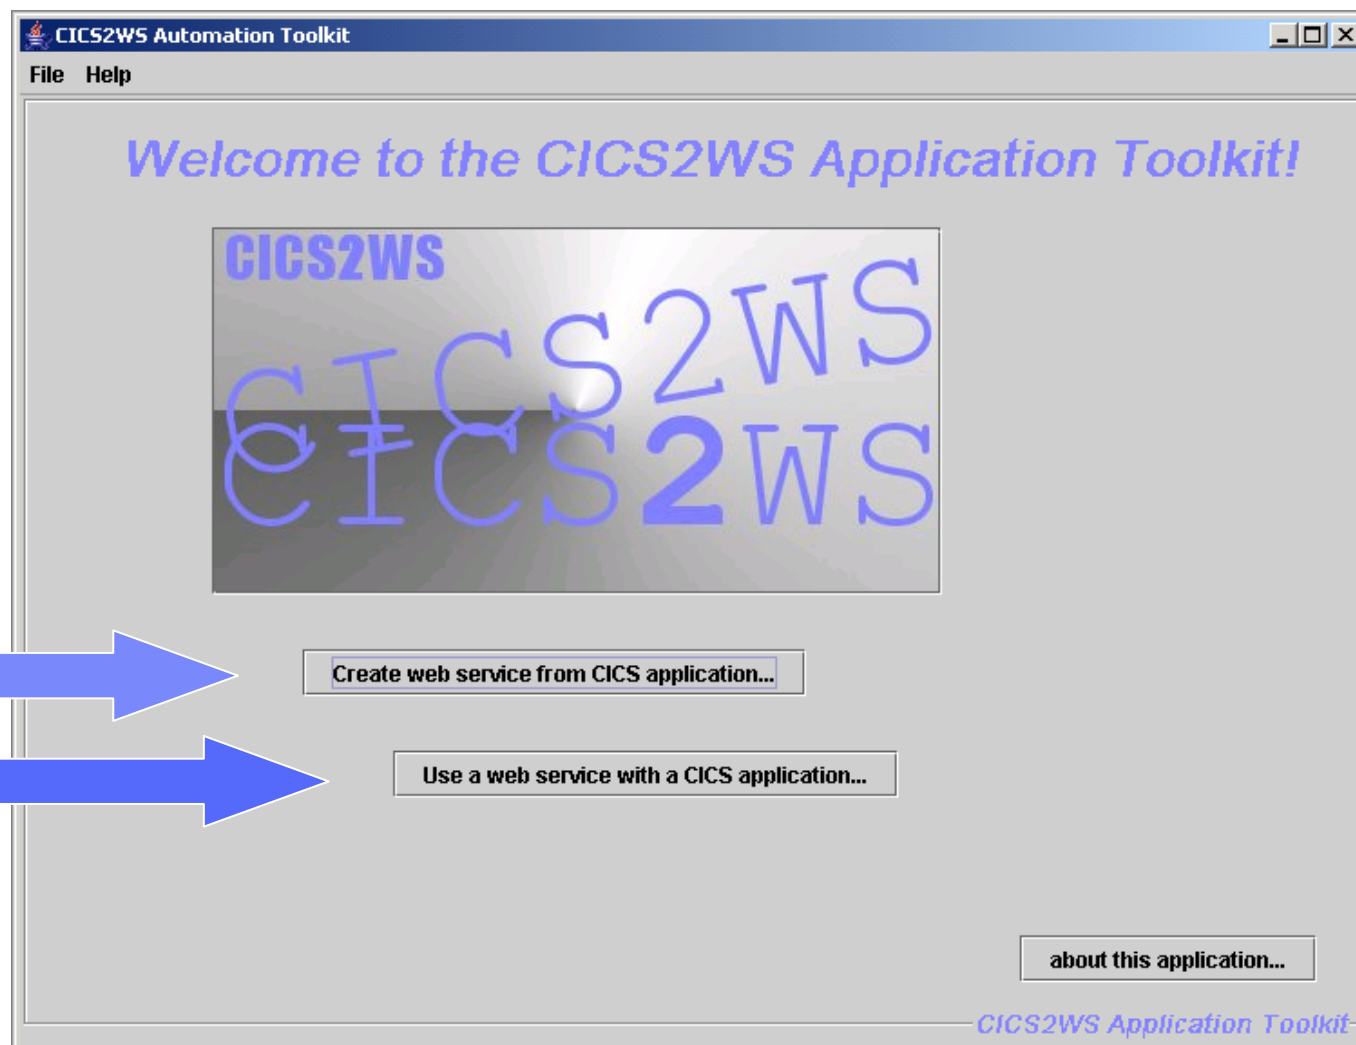 CICS2WS Automation Toolkit
File Help
Welcome to the CICS2WS Application Toolkit!
CICS2WS
CICS2WS
CICS2WS
Create web service from CICS application...
Use a web service with a CICS application...
about this application...
CICS2WS Application Toolkit